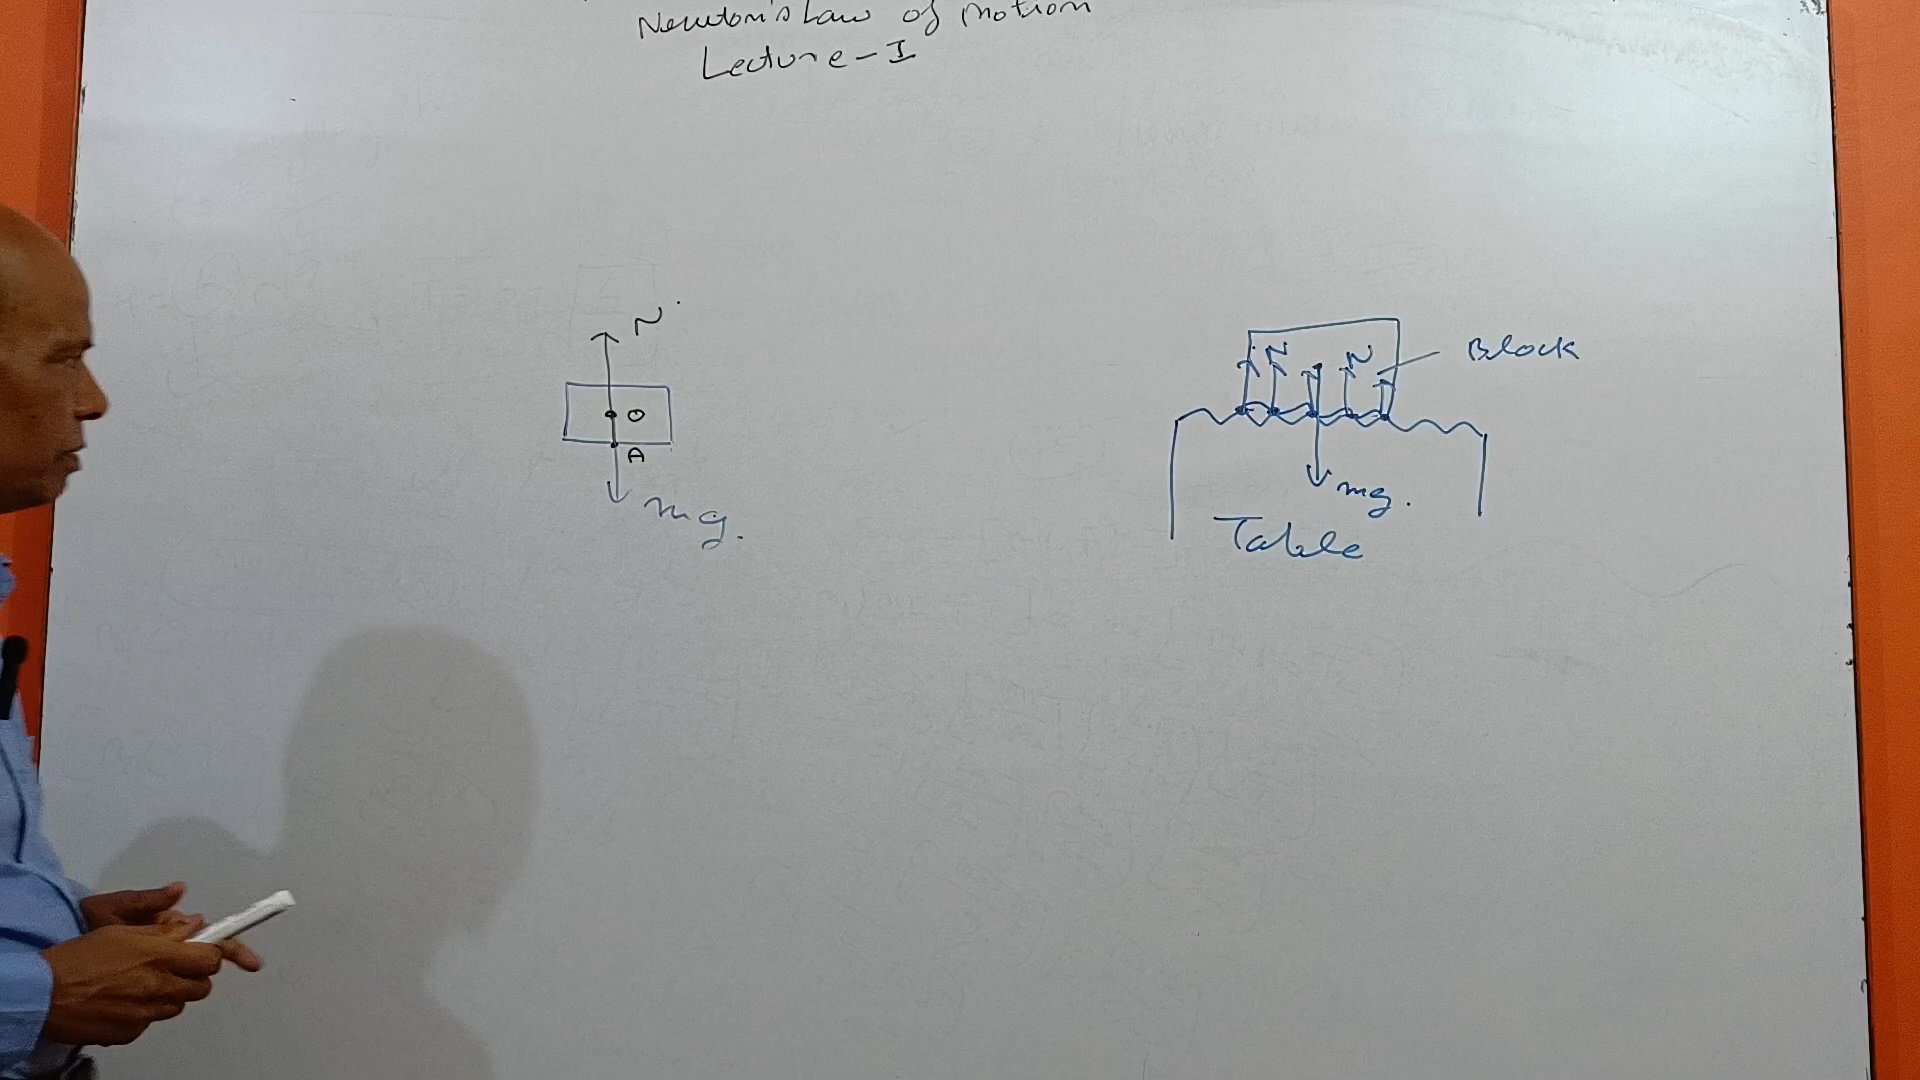 Newton's Law of motion
Lecture - I
N
O
A
mg.
N N
Block
mg.
Table